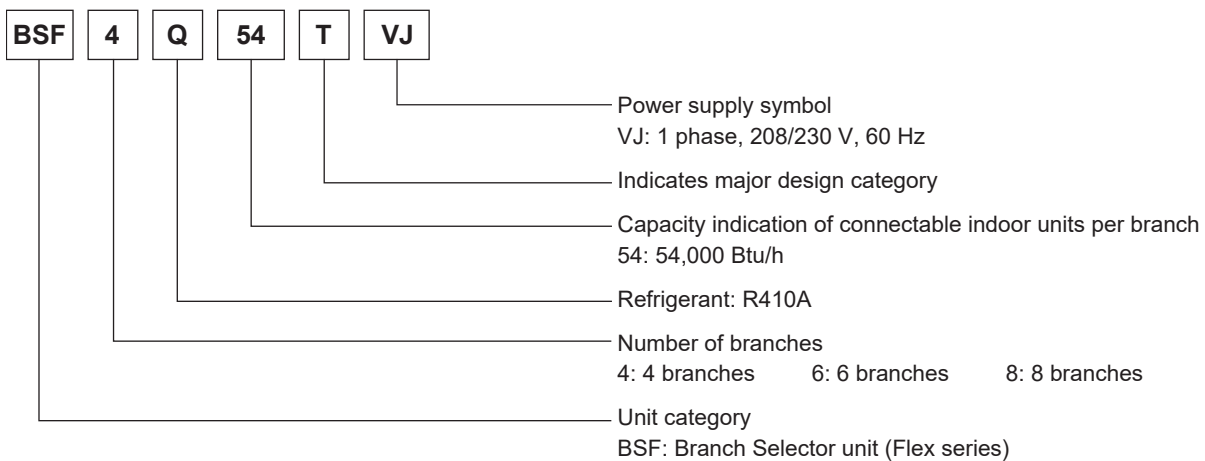 BSF 4 Q 54 T VJ
Power supply symbol
VJ: 1 phase, 208/230 V, 60 Hz
Indicates major design category
Capacity indication of connectable indoor units per branch
54: 54,000 Btu/h
Refrigerant: R410A
Number of branches
4: 4 branches 6: 6 branches 8: 8 branches
Unit category
BSF: Branch Selector unit (Flex series)